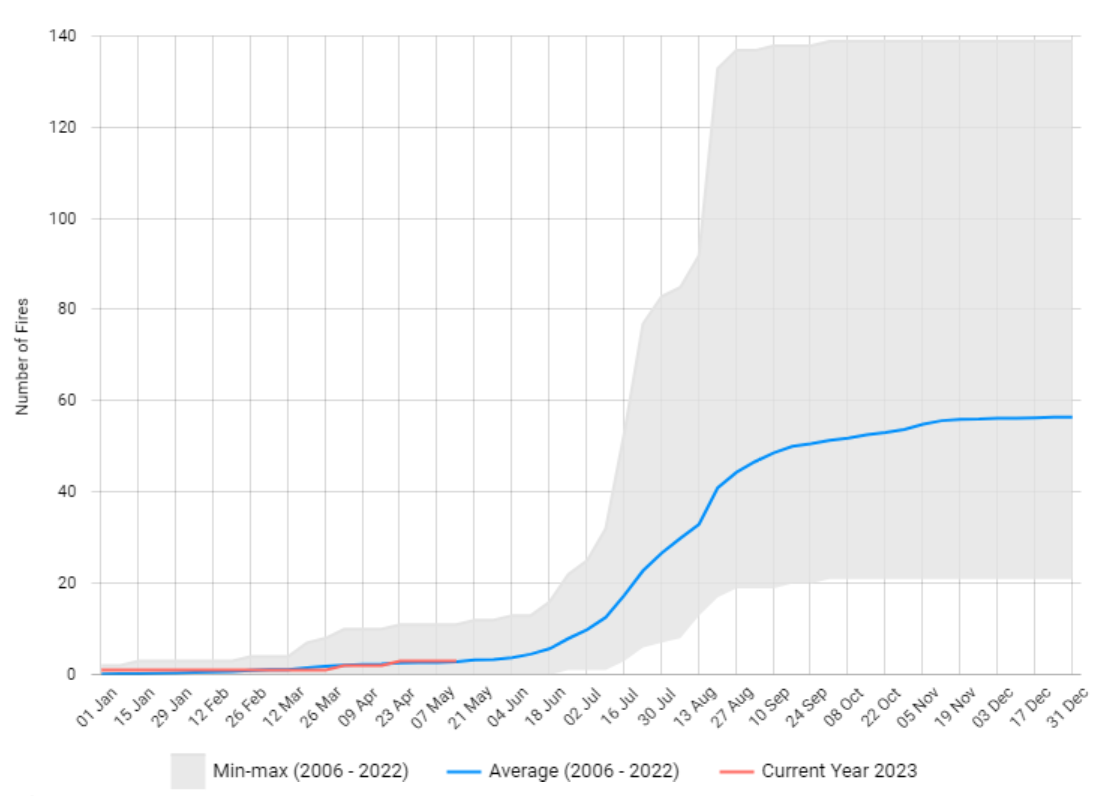 140
120
100
80
60
40
20
0
Number of Fires
01 Jan
15 Jan
29 Jan
12 Feb
26 Feb
12 Mar
26 Mar
09 Apr
23 Apr
07 May
21 May
04 Jun
18 Jun
02 Jul
16 Jul
30 Jul
13 Aug
27 Aug
10 Sep
24 Sep
08 Oct
22 Oct
05 Nov
19 Nov
03 Dec
17 Dec
31 Dec
Min-max (2006 - 2022)
Average (2006 - 2022)
Current Year 2023